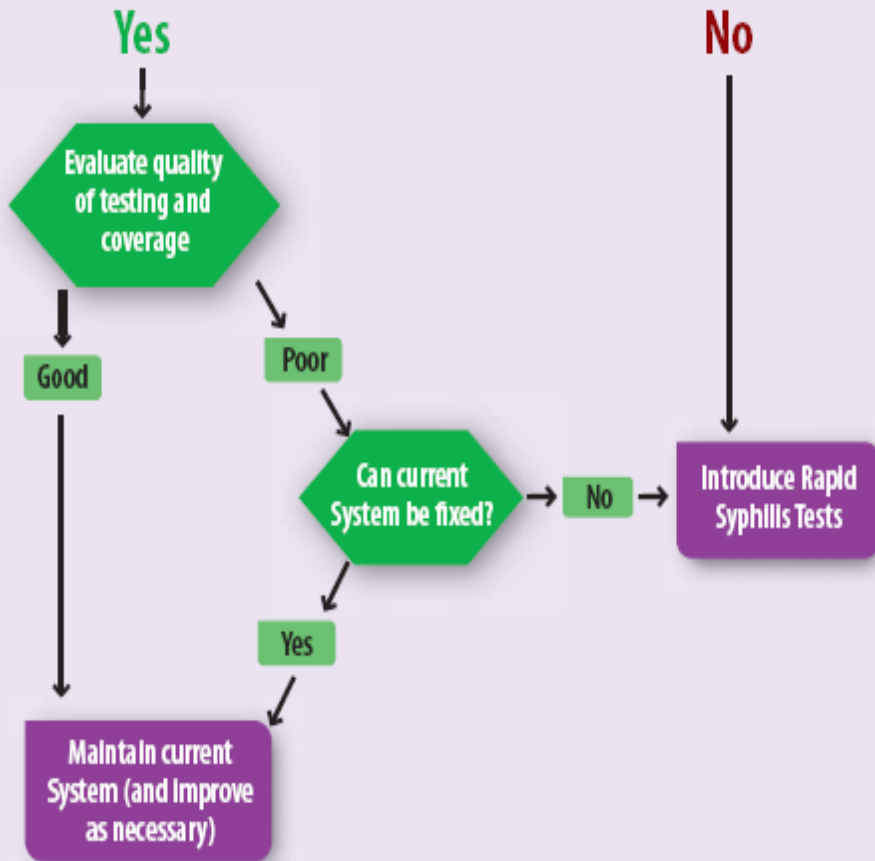 Yes
No
Evaluate quality
of testing and
coverage
Good
Poor
Can current
System be fixed?
No
Introduce Rapid
Syphilis Tests
Yes
Maintain current
System (and improve
as necessary)